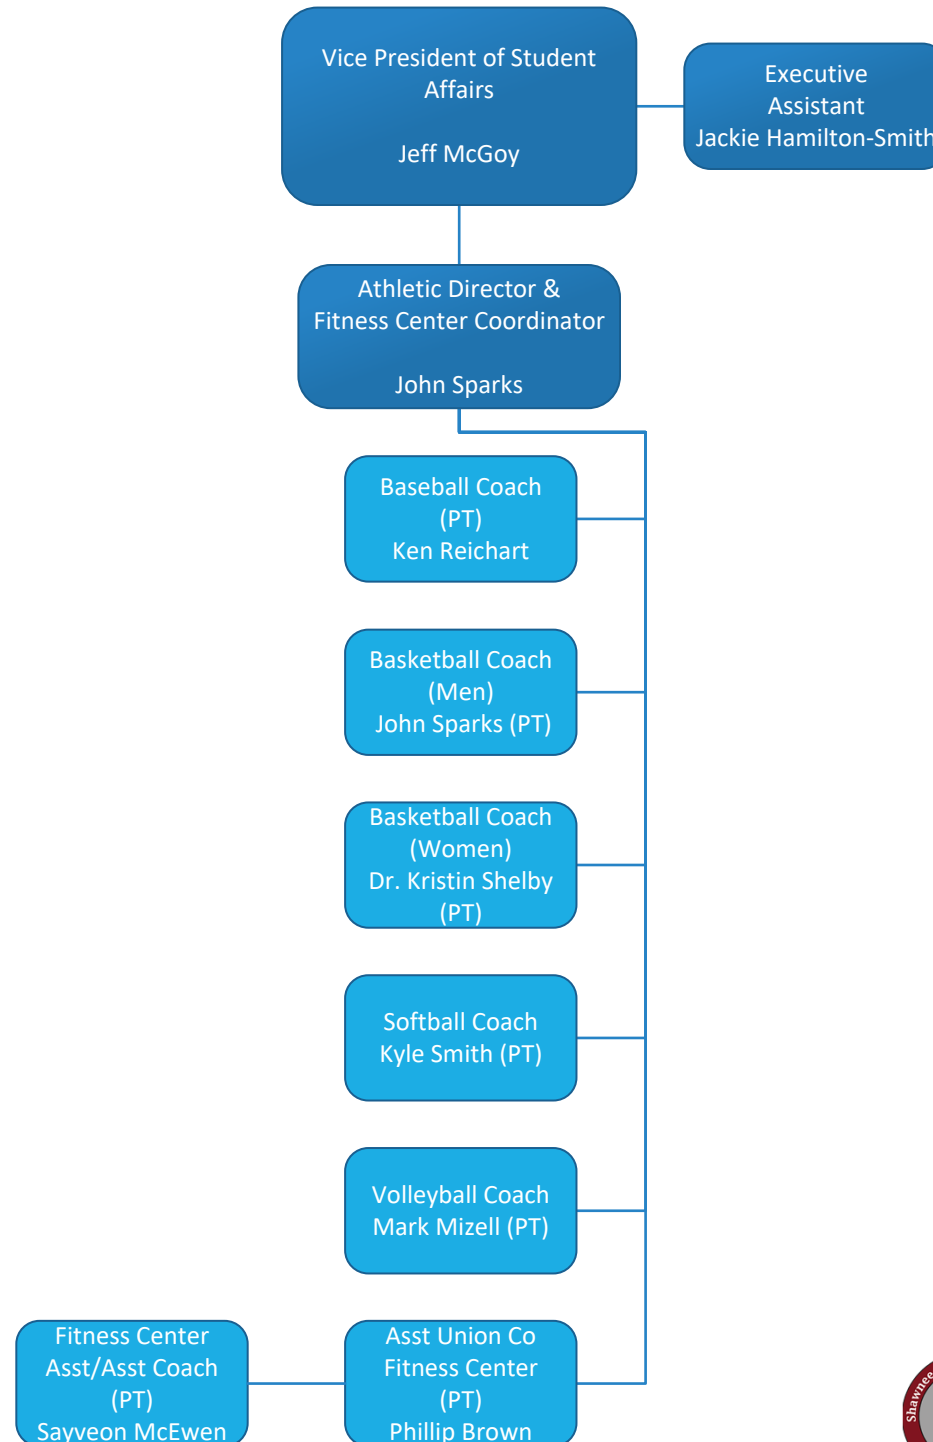 Vice President of Student
Affairs
Jeff McGoy
Executive
Assistant
Jackie Hamilton-Smith
Athletic Director &
Fitness Center Coordinator
John Sparks
Baseball Coach
(PT)
Ken Reichart
Basketball Coach
(Men)
John Sparks (PT)
Basketball Coach
(Women)
Dr. Kristin Shelby
(PT)
Softball Coach
Kyle Smith (PT)
Volleyball Coach
Mark Mizell (PT)
Fitness Center
Asst/Asst Coach
(PT)
Sayveon McEwen
Asst Union Co
Fitness Center
(PT)
Phillip Brown
Shawnee